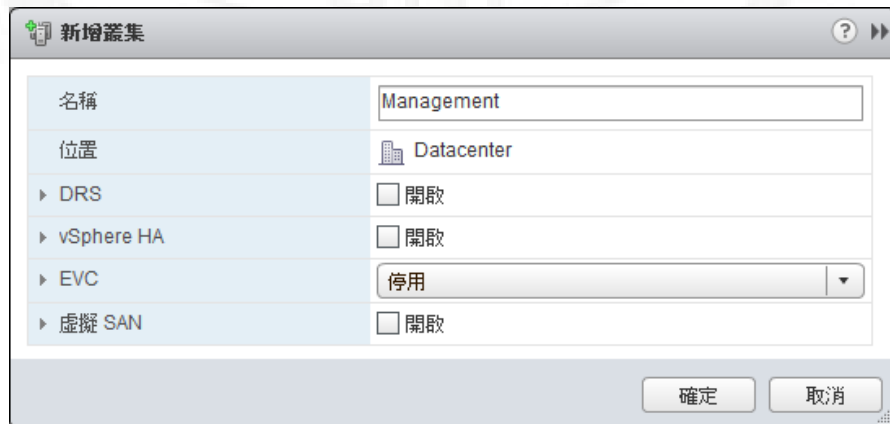 新增叢集
名稱 Management
位置 Datacenter
DRS 開啟
vSphere HA 開啟
EVC 停用
虛擬 SAN 開啟
確定 取消